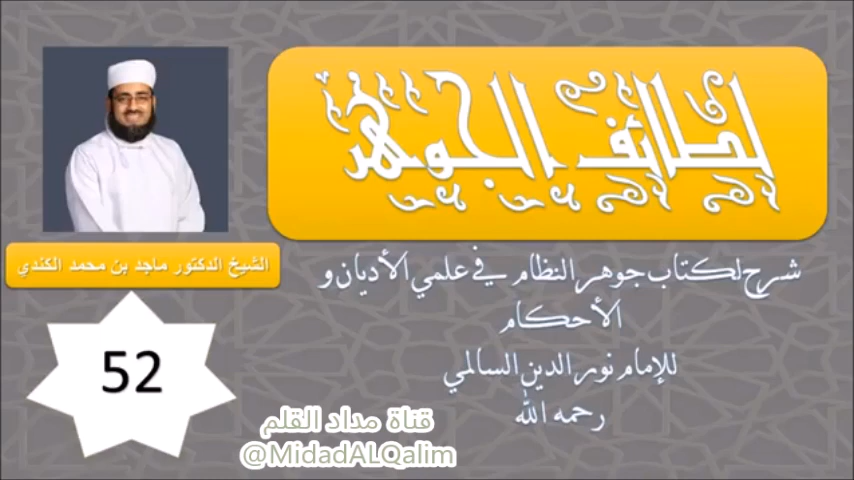 لطائف الجوهر
الشيخ الدكتور ماجد بن محمد الكندي
شرح لكتاب جوهر النظام في علمي الأديان و
الأحكام
للإمام نور الدين السالمي
رحمه الله
52
قناة مداد القلم
@MidadALQalim